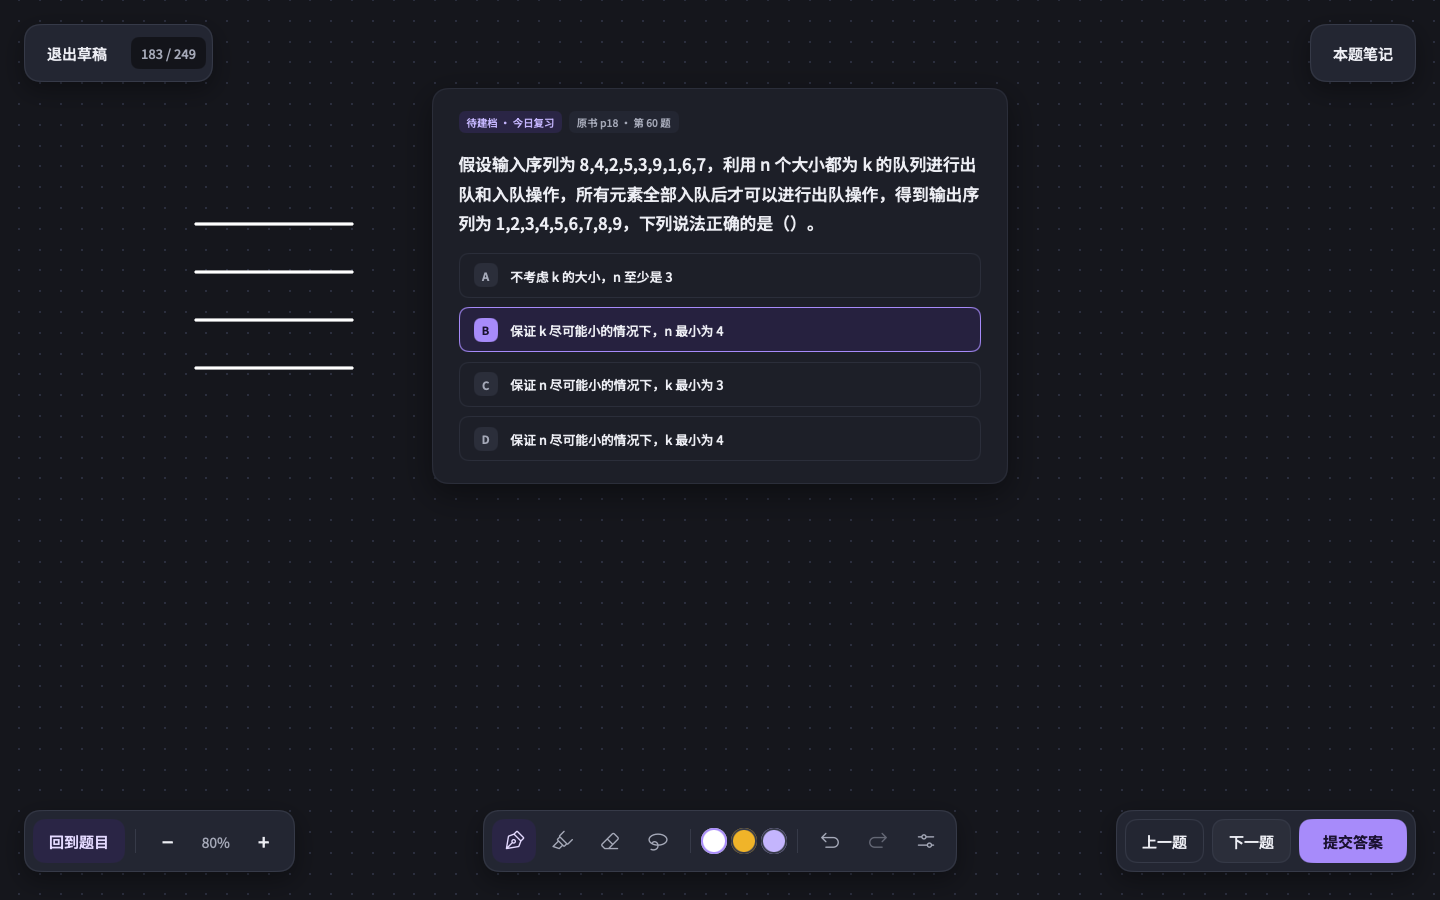 退出草稿 183 / 249
本题笔记
待建档 · 今日复习 原书 p18 · 第 60 题
假设输入序列为 8,4,2,5,3,9,1,6,7，利用 n 个大小都为 k 的队列进行出
队和入队操作，所有元素全部入队后才可以进行出队操作，得到输出序
列为 1,2,3,4,5,6,7,8,9，下列说法正确的是（）。
A 不考虑 k 的大小，n 至少是 3
B 保证 k 尽可能小的情况下，n 最小为 4
C 保证 n 尽可能小的情况下，k 最小为 3
D 保证 n 尽可能小的情况下，k 最小为 4
回到题目 − 80% +
上一题 下一题 提交答案